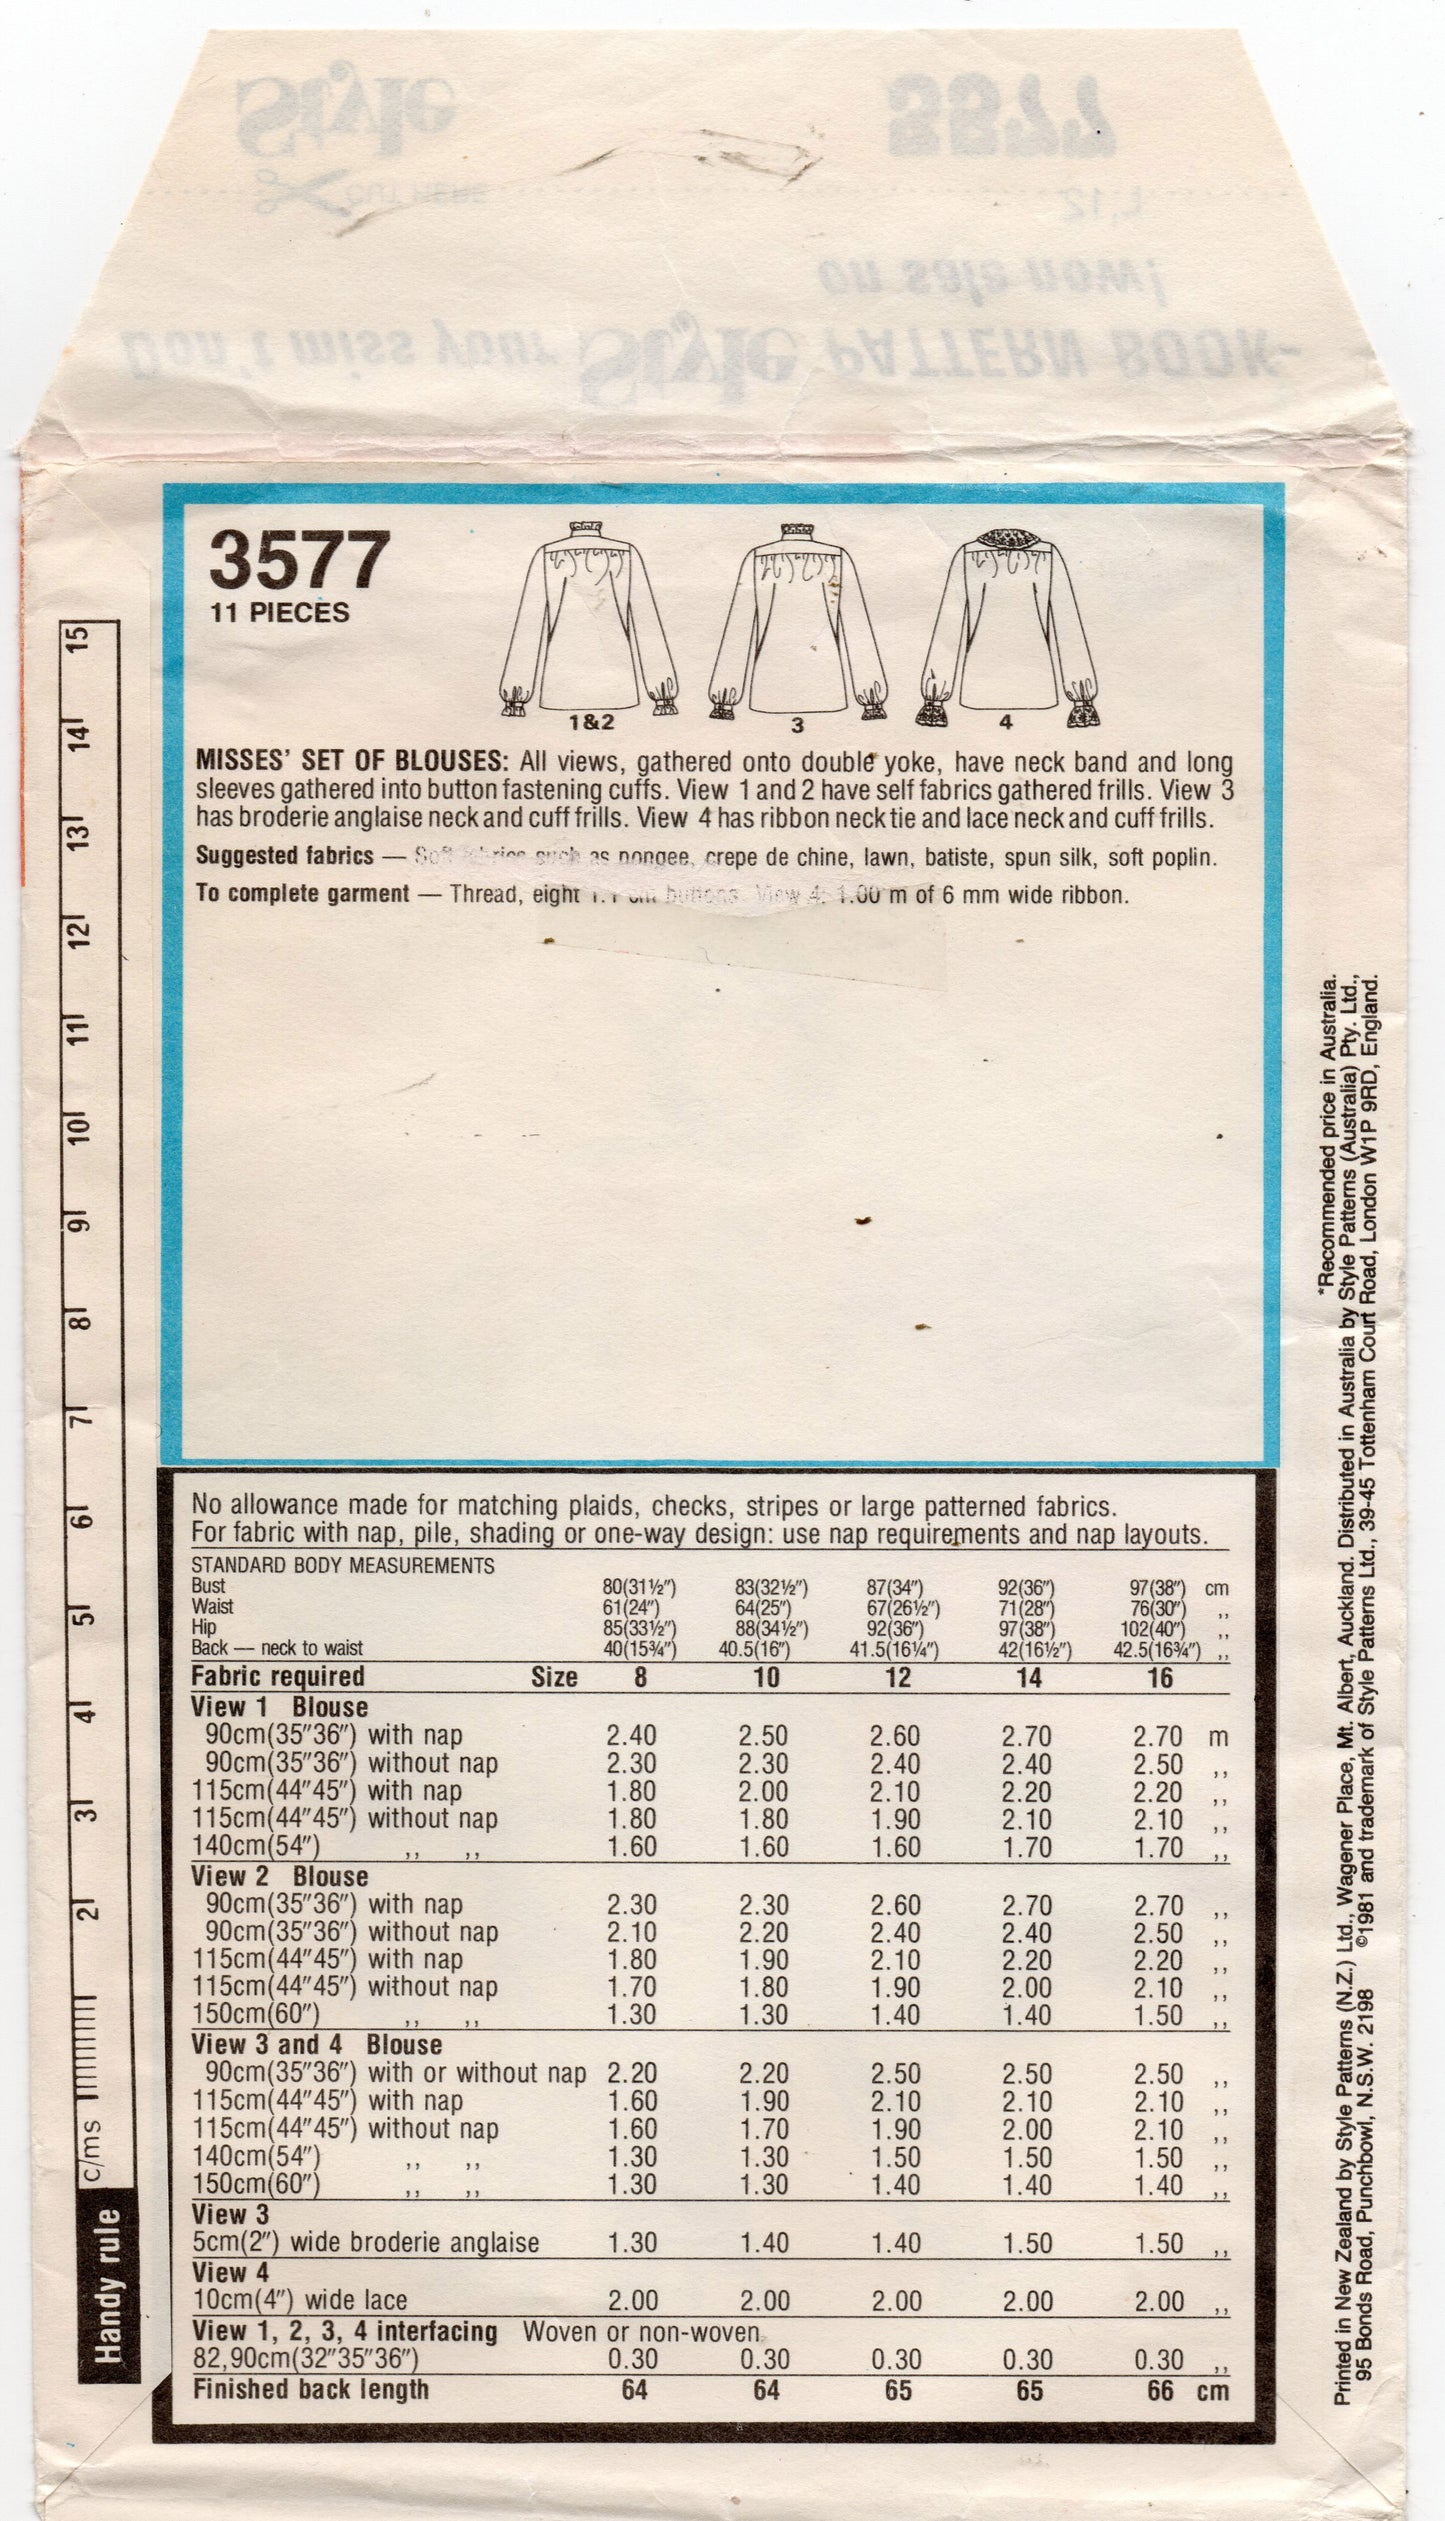 3577
11 PIECES
1&2
3
4
MISSES' SET OF BLOUSES: All views, gathered onto double yoke, have neck band and long
sleeves gathered into button fastening cuffs. View 1 and 2 have self fabrics gathered frills. View 3
has broderie anglaise neck and cuff frills. View 4 has ribbon neck tie and lace neck and cuff frills.
Suggested fabrics — Soft fabrics such as pongee, crepe de chine, lawn, batiste, spun silk, soft poplin.
To complete garment — Thread, eight 1.1 cm buttons. View 4: 1.00 m of 6 mm wide ribbon.
No allowance made for matching plaids, checks, stripes or large patterned fabrics.
For fabric with nap, pile, shading or one-way design: use nap requirements and nap layouts.
STANDARD BODY MEASUREMENTS
Bust 80(31½") 83(32½") 87(34") 92(36") 97(38") cm
Waist 61(24") 64(25") 67(26½") 71(28") 76(30") ,,
Hip 85(33½") 88(34½") 92(36") 97(38") 102(40") ,,
Back — neck to waist 40(15¾") 40.5(16") 41.5(16¼") 42(16½") 42.5(16¾") ,,
Fabric required Size 8 10 12 14 16
View 1 Blouse
90cm(35"36") with nap 2.40 2.50 2.60 2.70 2.70 m
90cm(35"36") without nap 2.30 2.30 2.40 2.40 2.50 ,,
115cm(44"45") with nap 1.80 2.00 2.10 2.20 2.20 ,,
115cm(44"45") without nap 1.80 1.80 1.90 2.10 2.10 ,,
140cm(54") ,, ,, 1.60 1.60 1.60 1.70 1.70 ,,
View 2 Blouse
90cm(35"36") with nap 2.30 2.30 2.60 2.70 2.70 ,,
90cm(35"36") without nap 2.10 2.20 2.40 2.40 2.50 ,,
115cm(44"45") with nap 1.80 1.90 2.10 2.20 2.20 ,,
115cm(44"45") without nap 1.70 1.80 1.90 2.00 2.10 ,,
150cm(60") ,, ,, 1.30 1.30 1.40 1.40 1.50 ,,
View 3 and 4 Blouse
90cm(35"36") with or without nap 2.20 2.20 2.50 2.50 2.50 ,,
115cm(44"45") with nap 1.60 1.90 2.10 2.10 2.10 ,,
115cm(44"45") without nap 1.60 1.70 1.90 2.00 2.10 ,,
140cm(54") ,, ,, 1.30 1.30 1.50 1.50 1.50 ,,
150cm(60") ,, ,, 1.30 1.30 1.40 1.40 1.40 ,,
View 3
5cm(2") wide broderie anglaise 1.30 1.40 1.40 1.50 1.50 ,,
View 4
10cm(4") wide lace 2.00 2.00 2.00 2.00 2.00 ,,
View 1, 2, 3, 4 interfacing Woven or non-woven
82,90cm(32"35"36") 0.30 0.30 0.30 0.30 0.30 ,,
Finished back length 64 64 65 65 66 cm
Handy rule
c/ms 2 3 4 5 6 7 8 9 10 11 12 13 14 15
*Recommended price in Australia.
Printed in New Zealand by Style Patterns (N.Z.) Ltd., Wagener Place, Mt. Albert, Auckland. Distributed in Australia by Style Patterns (Australia) Pty. Ltd.,
95 Bonds Road, Punchbowl, N.S.W. 2198 ©1981 and trademark of Style Patterns Ltd., 39-45 Tottenham Court Road, London W1P 9RD, England.
Style
3577
CUT HERE
on sale now!
Don't miss your Style PATTERN BOOK-